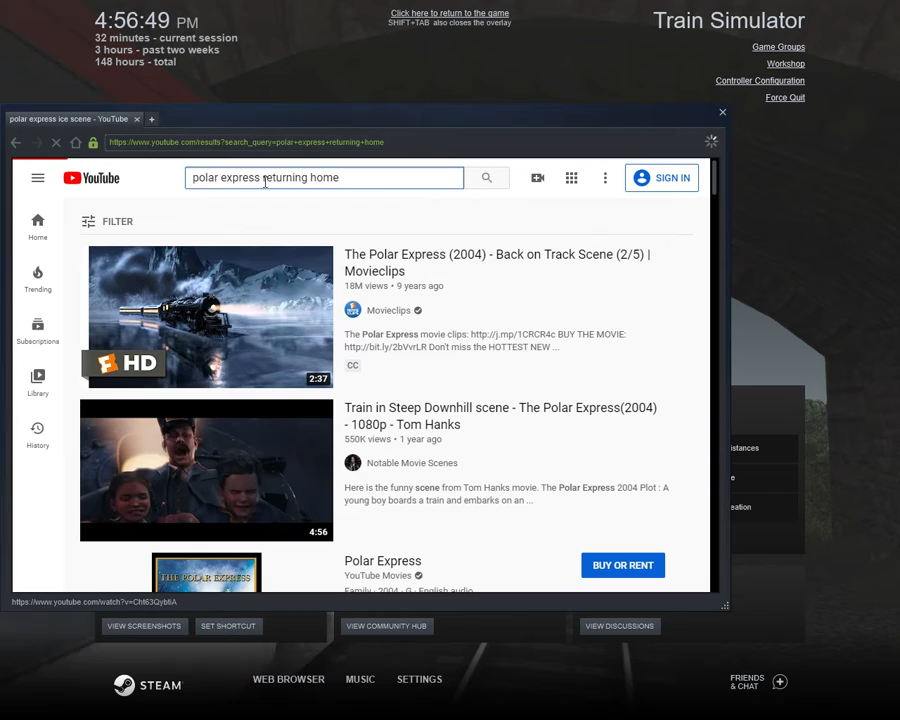 4:56:49 PM
32 minutes - current session
3 hours - past two weeks
148 hours - total
Click here to return to the game
SHIFT+TAB also closes the overlay
Train Simulator
Game Groups
Workshop
Controller Configuration
Force Quit
polar express ice scene - YouTube
https://www.youtube.com/results?search_query=polar+express+returning+home
YouTube
polar express returning home
SIGN IN
FILTER
Home
Trending
Subscriptions
Library
History
HD
2:37
The Polar Express (2004) - Back on Track Scene (2/5) |
Movieclips
18M views • 9 years ago
Movieclips
The Polar Express movie clips: http://j.mp/1CRCR4c BUY THE MOVIE:
http://bit.ly/2bVvrLD Don't miss the HOTTEST NEW ...
CC
4:56
Train in Steep Downhill scene - The Polar Express(2004)
- 1080p - Tom Hanks
550K views • 1 year ago
Notable Movie Scenes
Here is the funny scene from Tom Hanks movie. The Polar Express 2004 Plot : A
young boy boards a train and embarks on an ...
THE POLAR EXPRESS
Polar Express
YouTube Movies
Family · 2004 · G · English audio
BUY OR RENT
https://www.youtube.com/watch?v=Cht63Qybt​iA
istances
e
eation
VIEW SCREENSHOTS
SET SHORTCUT
VIEW COMMUNITY HUB
VIEW DISCUSSIONS
STEAM
WEB BROWSER
MUSIC
SETTINGS
FRIENDS
& CHAT